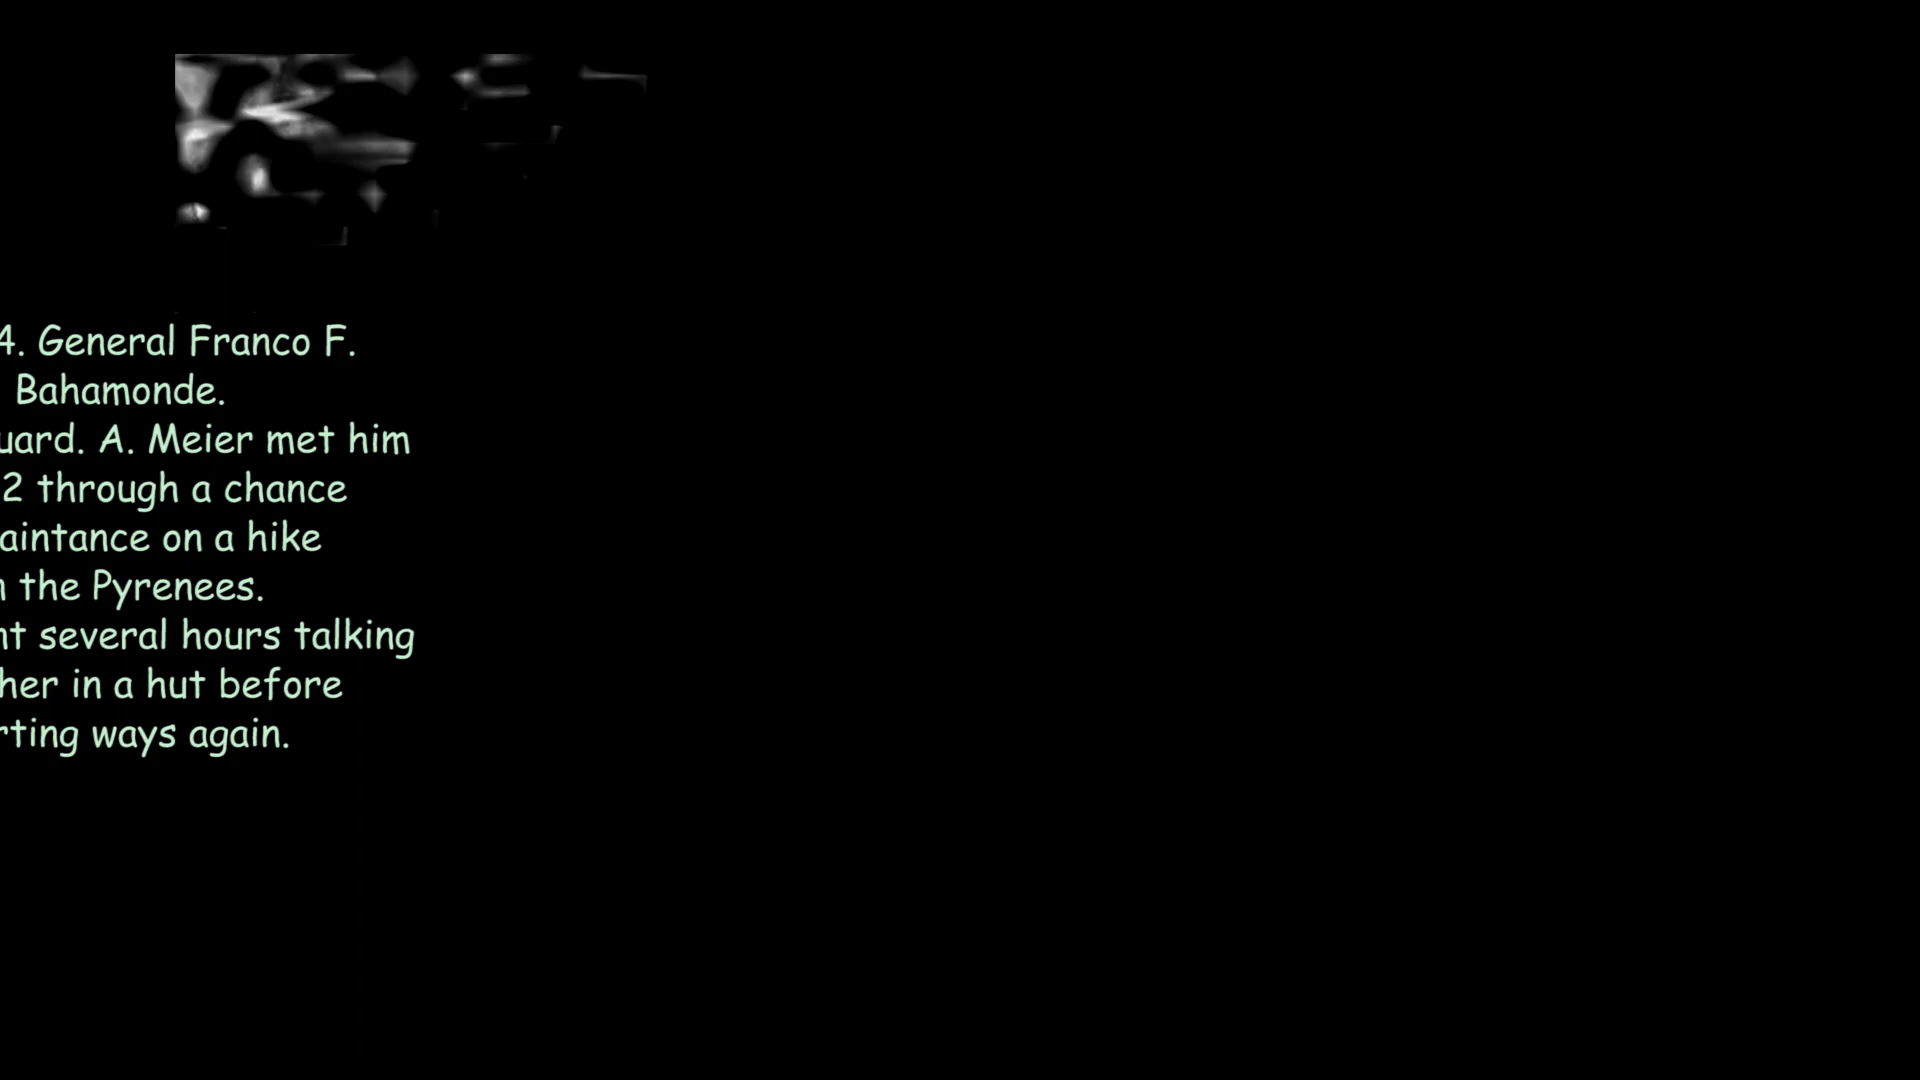 4. General Franco F.
Bahamonde.
uard. A. Meier met him
2 through a chance
aintance on a hike
the Pyrenees.
nt several hours talking
her in a hut before
rting ways again.